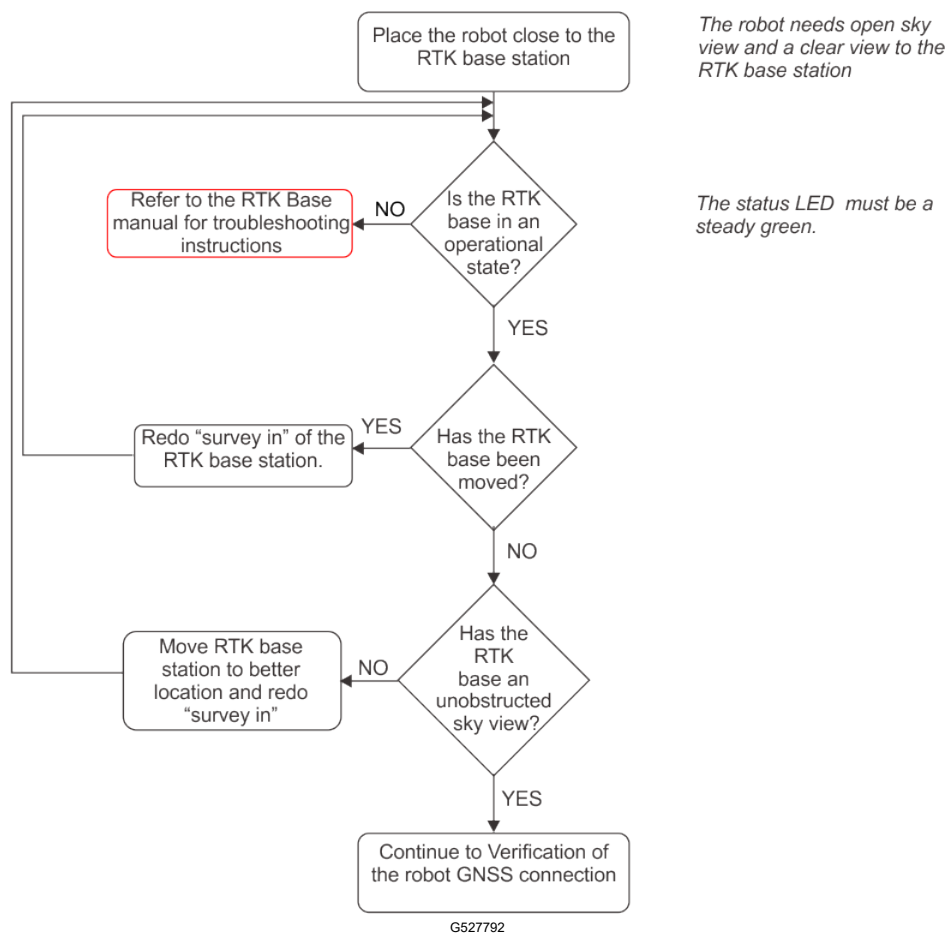 Place the robot close to the
RTK base station
The robot needs open sky
view and a clear view to the
RTK base station
Is the RTK
base in an
operational
state?
NO
Refer to the RTK Base
manual for troubleshooting
instructions
The status LED must be a
steady green.
YES
Has the RTK
base been
moved?
YES
Redo “survey in” of the
RTK base station.
NO
Has the
RTK
base an
unobstructed
sky view?
NO
Move RTK base
station to better
location and redo
“survey in”
YES
Continue to Verification of
the robot GNSS connection
G527792